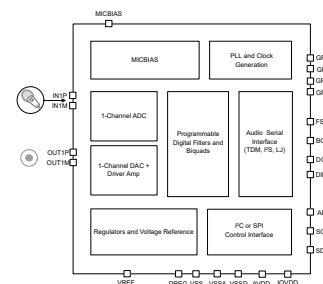 MICBIAS
MICBIAS
PLL and Clock
Generation
IN1P
IN1M
1-Channel ADC
Programmable
Digital Filters and
Biquads
Audio Serial
Interface
(TDM, I²S, LJ)
OUT1P
OUT1M
1-Channel DAC +
Driver Amp
Regulators and Voltage Reference
I²C or SPI
Control Interface
VREF
DREG
VSS
VSSA
VSSD
AVDD
IOVDD